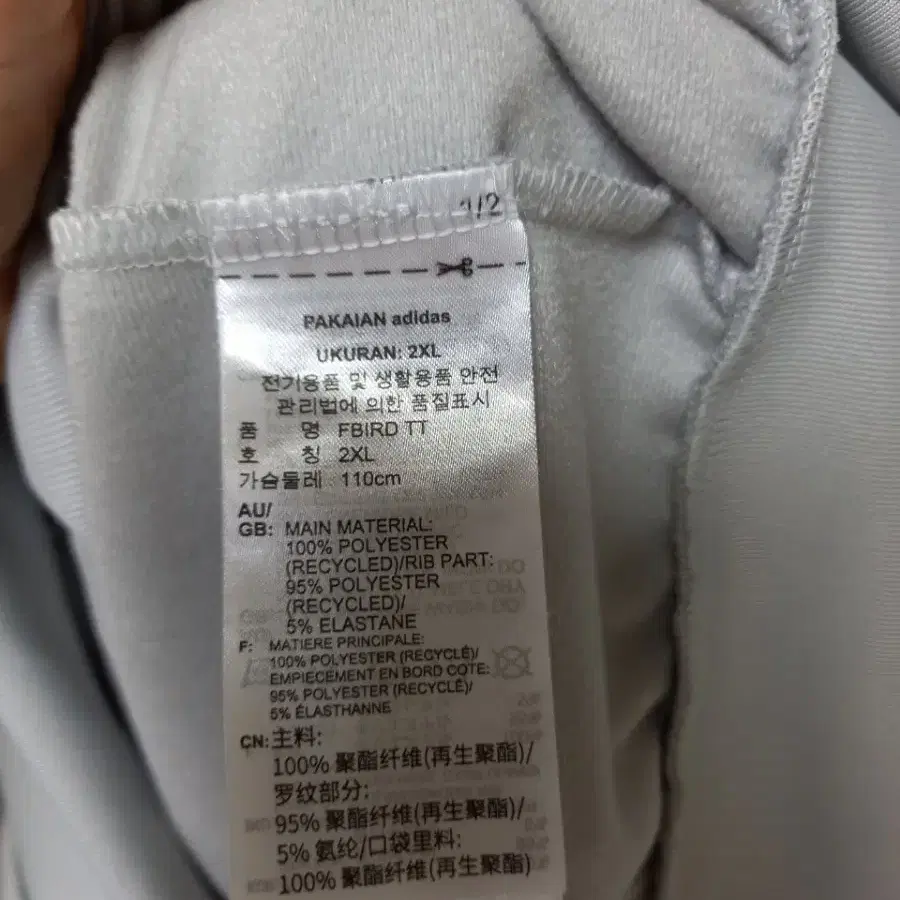 1/2
PAKAIAN adidas
UKURAN: 2XL
전기용품 및 생활용품 안전
관리법에 의한 품질표시
품 명 FBIRD TT
호 칭 2XL
가슴둘레 110cm
AU/
GB: MAIN MATERIAL:
100% POLYESTER
(RECYCLED)/RIB PART:
95% POLYESTER
(RECYCLED)/
5% ELASTANE
F: MATIERE PRINCIPALE:
100% POLYESTER (RECYCLÉ)/
EMPIECEMENT EN BORD COTE:
95% POLYESTER (RECYCLÉ)/
5% ÉLASTHANNE
CN: 主料:
100% 聚酯纤维(再生聚酯)/
罗纹部分:
95% 聚酯纤维(再生聚酯)/
5% 氨纶/口袋里料:
100% 聚酯纤维(再生聚酯)